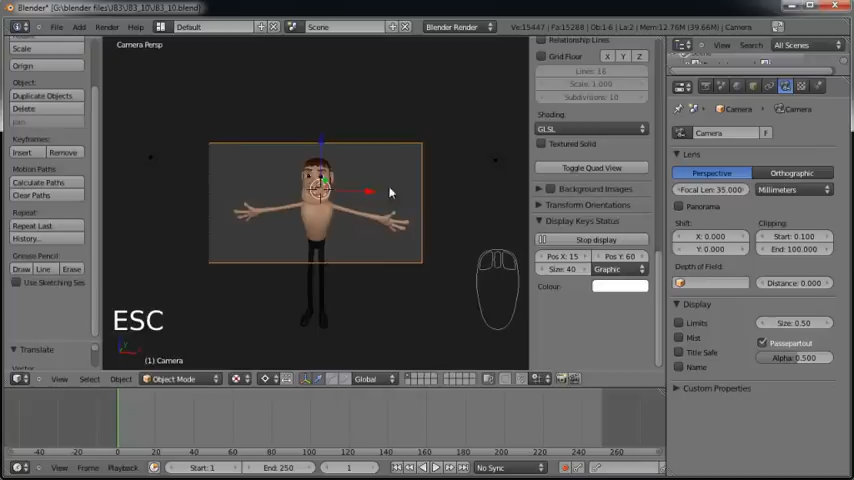 Blender* [G:\blender files\UB3\UB3_10.blend]
File Add Render Help Default Scene Blender Render Ve:15447 | Fa:15288 | Ob:1-6 | La:2 | Mem:12.76M (39.66M) | Camera
Scale
Origin
Object:
Duplicate Objects
Delete
Join
Keyframes:
Insert Remove
Motion Paths
Calculate Paths
Clear Paths
Repeat:
Repeat Last
History...
Grease Pencil
Draw Line Erase
Use Sketching Ses
Translate
Camera Persp
ESC
(1) Camera
Relationship Lines
Grid Floor X Y Z
Lines: 16
Scale: 1.000
Subdivisions: 10
Shading:
GLSL
Textured Solid
Toggle Quad View
Background Images
Transform Orientations
Display Keys Status
Stop display
Pos X: 15 Pos Y: 60
Size: 40 Graphic
Colour:
View Search All Scenes
Camera Camera
Camera F
Lens
Perspective Orthographic
Focal Len: 35.000 Millimeters
Panorama
Shift: Clipping:
X: 0.000 Start: 0.100
Y: 0.000 End: 100.000
Depth of Field:
Distance: 0.000
Display
Limits Size: 0.50
Mist Passepartout
Title Safe Alpha: 0.500
Name
Custom Properties
View Select Object Object Mode Global
-40 -20 0 20 40 60 80 100 120 140 160 180 200 220 240 260
View Frame Playback Start: 1 End: 250 1 No Sync